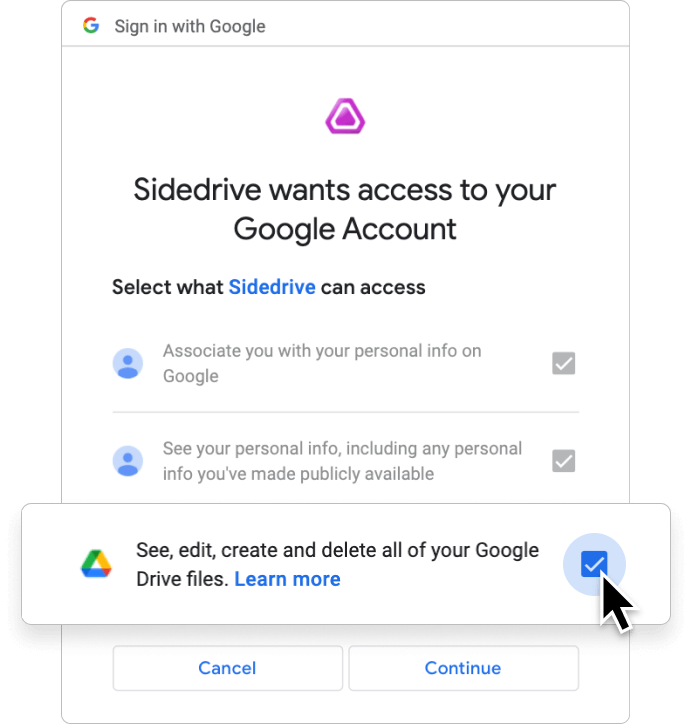 Sign in with Google
Sidedrive wants access to your
Google Account
Select what Sidedrive can access
Associate you with your personal info on
Google
See your personal info, including any personal
info you've made publicly available
See, edit, create and delete all of your Google
Drive files. Learn more
Cancel
Continue